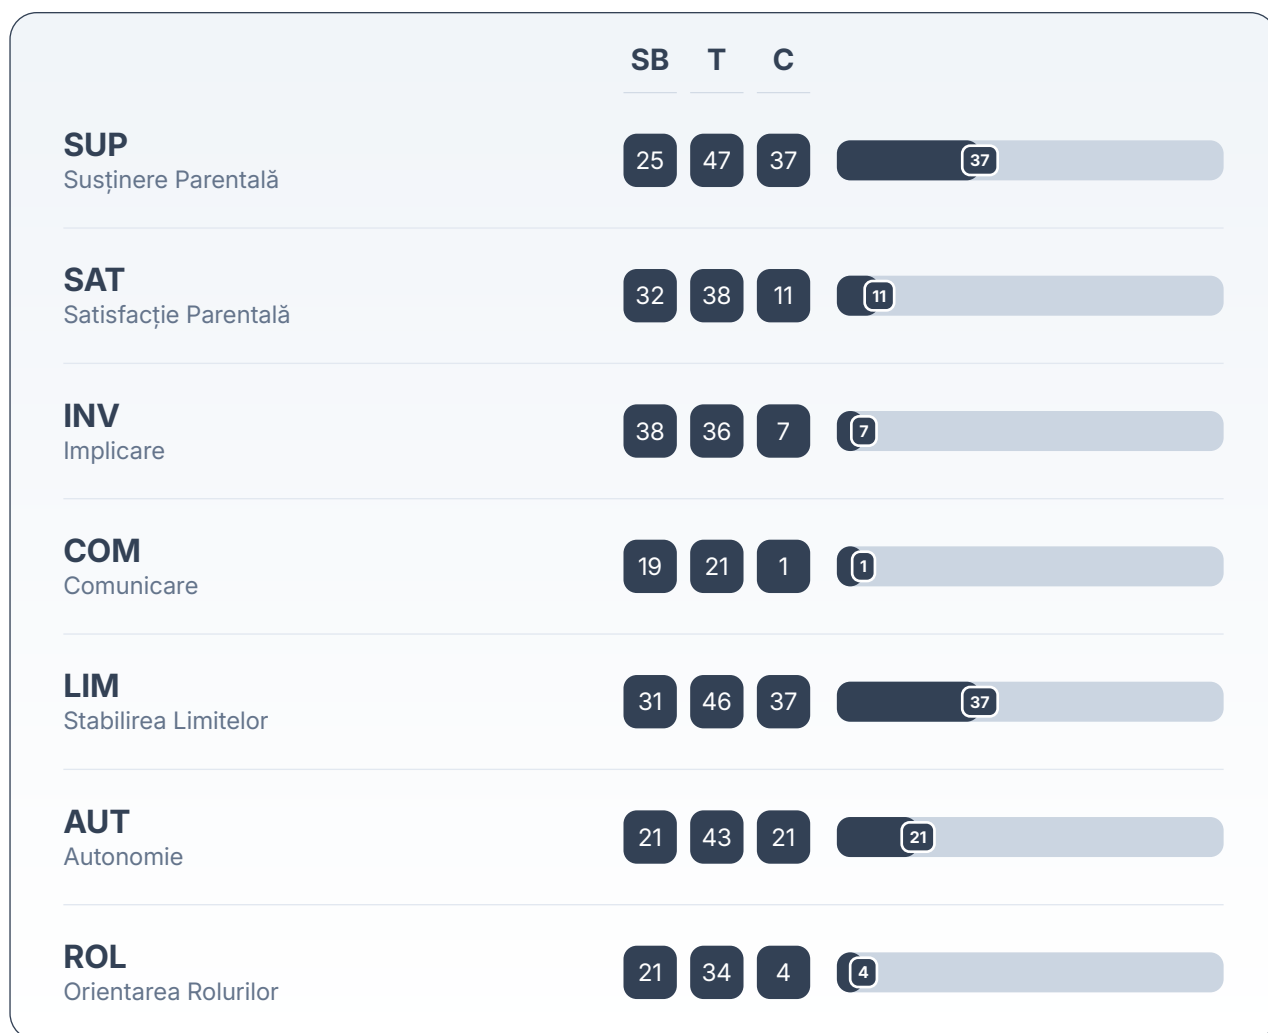 SB T C
SUP
Susținere Parentală
25 47 37 37
SAT
Satisfacție Parentală
32 38 11 11
INV
Implicare
38 36 7 7
COM
Comunicare
19 21 1 1
LIM
Stabilirea Limitelor
31 46 37 37
AUT
Autonomie
21 43 21 21
ROL
Orientarea Rolurilor
21 34 4 4